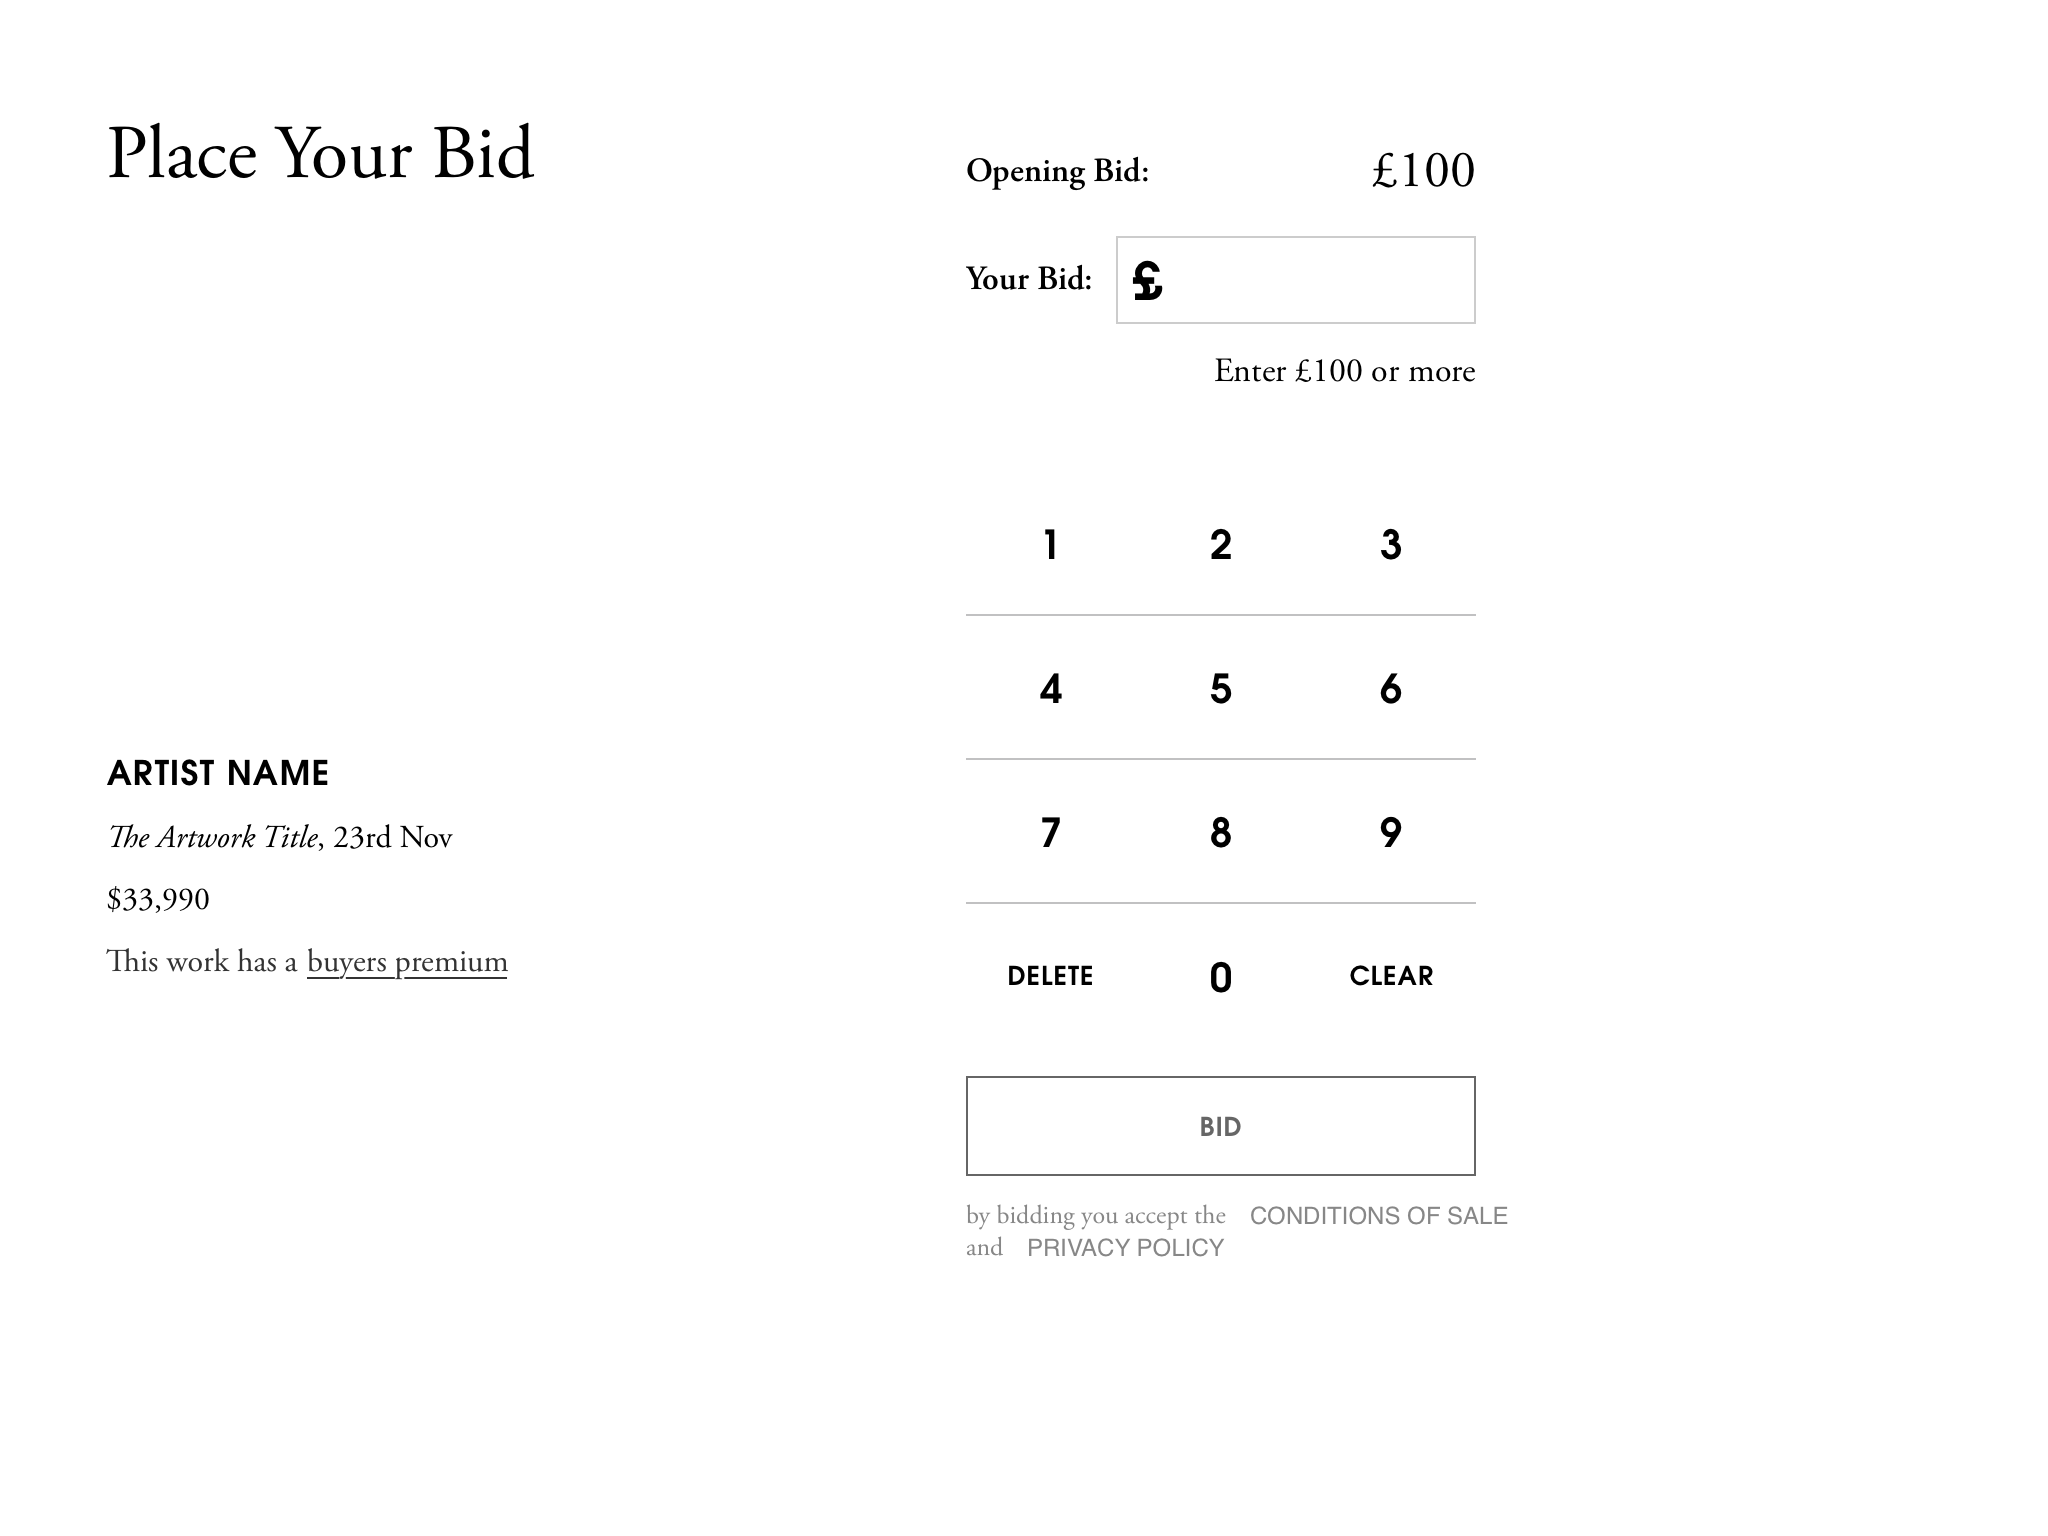 Place Your Bid
Opening Bid: £100
Your Bid: £
Enter £100 or more
1 2 3
4 5 6
7 8 9
DELETE 0 CLEAR
BID
by bidding you accept the CONDITIONS OF SALE
and PRIVACY POLICY
ARTIST NAME
The Artwork Title, 23rd Nov
$33,990
This work has a buyers premium